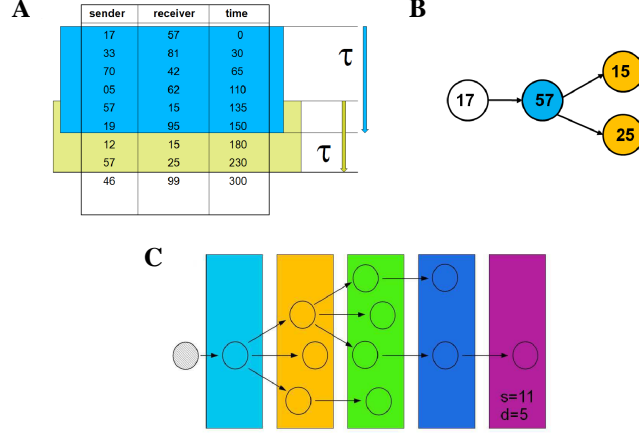 A
sender receiver time
17 57 0
33 81 30
70 42 65
05 62 110
57 15 135
19 95 150
12 15 180
57 25 230
46 99 300
τ
τ
B
17 57 15
25
C
s=11
d=5